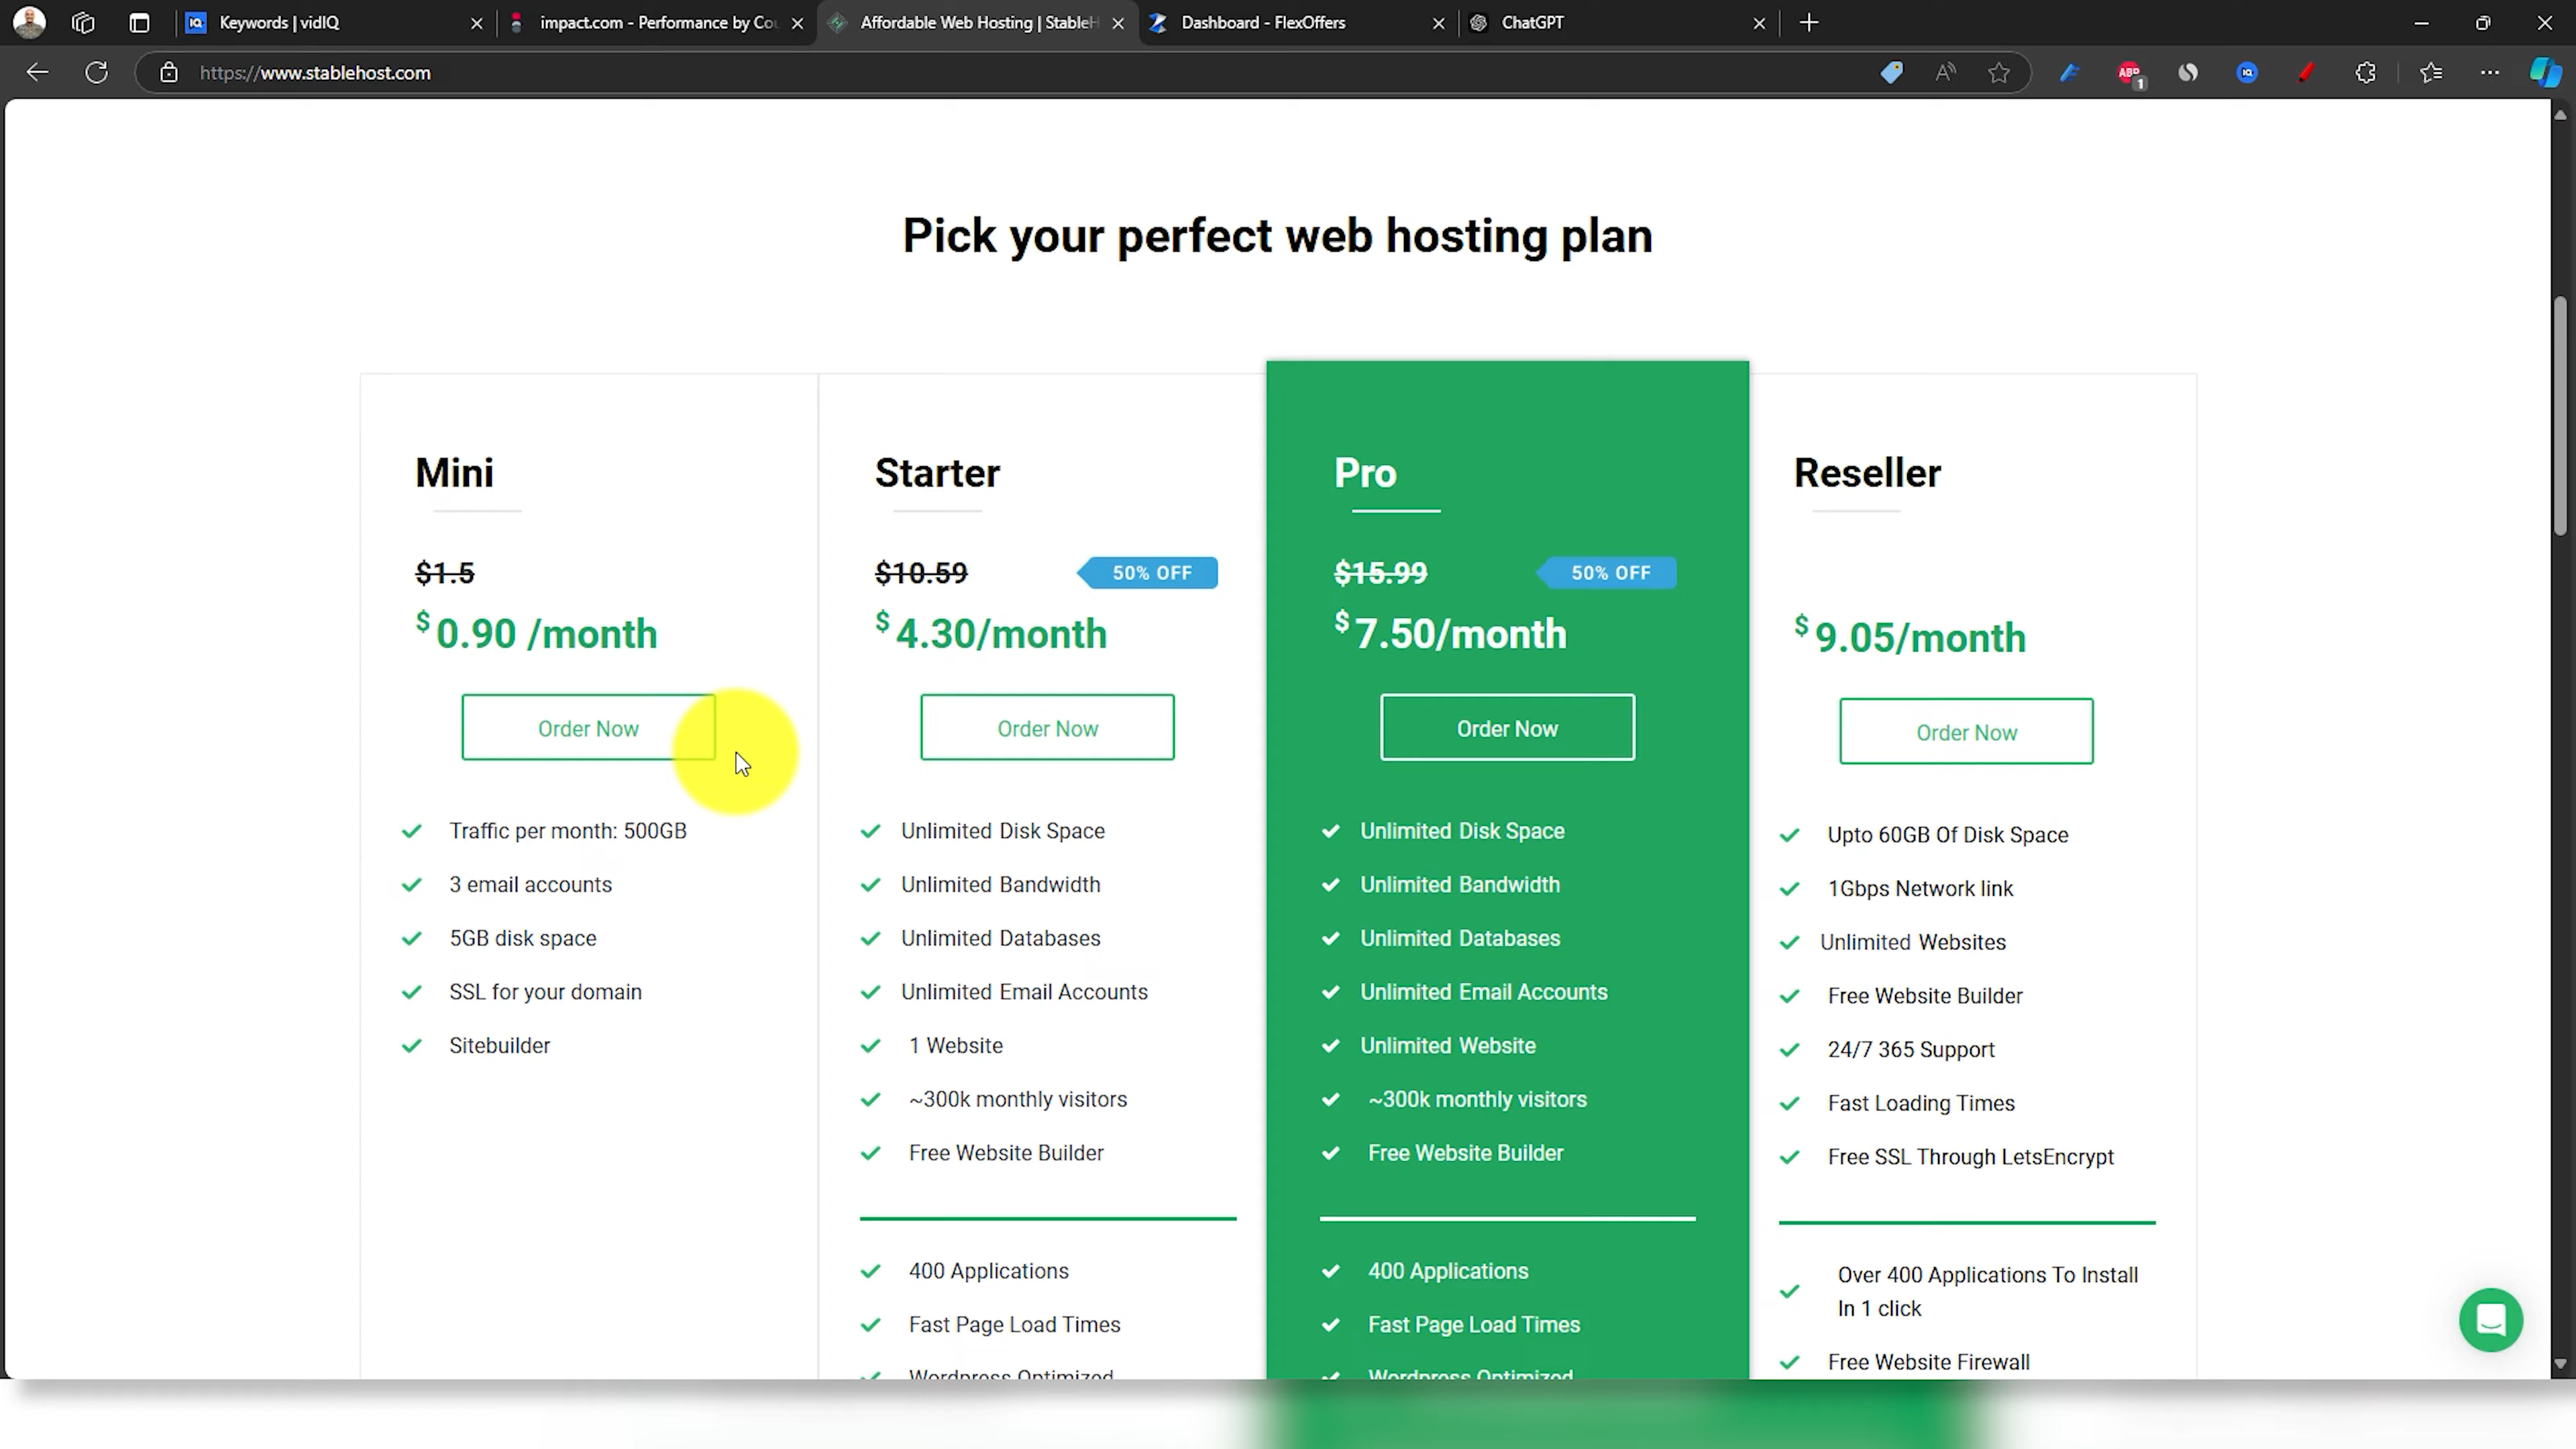 Keywords | vidIQ
impact.com - Performance by Cou
Affordable Web Hosting | StableH
Dashboard - FlexOffers
ChatGPT
https://www.stablehost.com
ABP
1
Pick your perfect web hosting plan
Mini
$1.5
$0.90 /month
Order Now
Traffic per month: 500GB
3 email accounts
5GB disk space
SSL for your domain
Sitebuilder
Starter
$10.59
50% OFF
$4.30/month
Order Now
Unlimited Disk Space
Unlimited Bandwidth
Unlimited Databases
Unlimited Email Accounts
1 Website
~300k monthly visitors
Free Website Builder
400 Applications
Fast Page Load Times
Wordpress Optimized
Pro
$15.99
50% OFF
$7.50/month
Order Now
Unlimited Disk Space
Unlimited Bandwidth
Unlimited Databases
Unlimited Email Accounts
Unlimited Website
~300k monthly visitors
Free Website Builder
400 Applications
Fast Page Load Times
Wordpress Optimized
Reseller
$9.05/month
Order Now
Upto 60GB Of Disk Space
1Gbps Network link
Unlimited Websites
Free Website Builder
24/7 365 Support
Fast Loading Times
Free SSL Through LetsEncrypt
Over 400 Applications To Install
In 1 click
Free Website Firewall